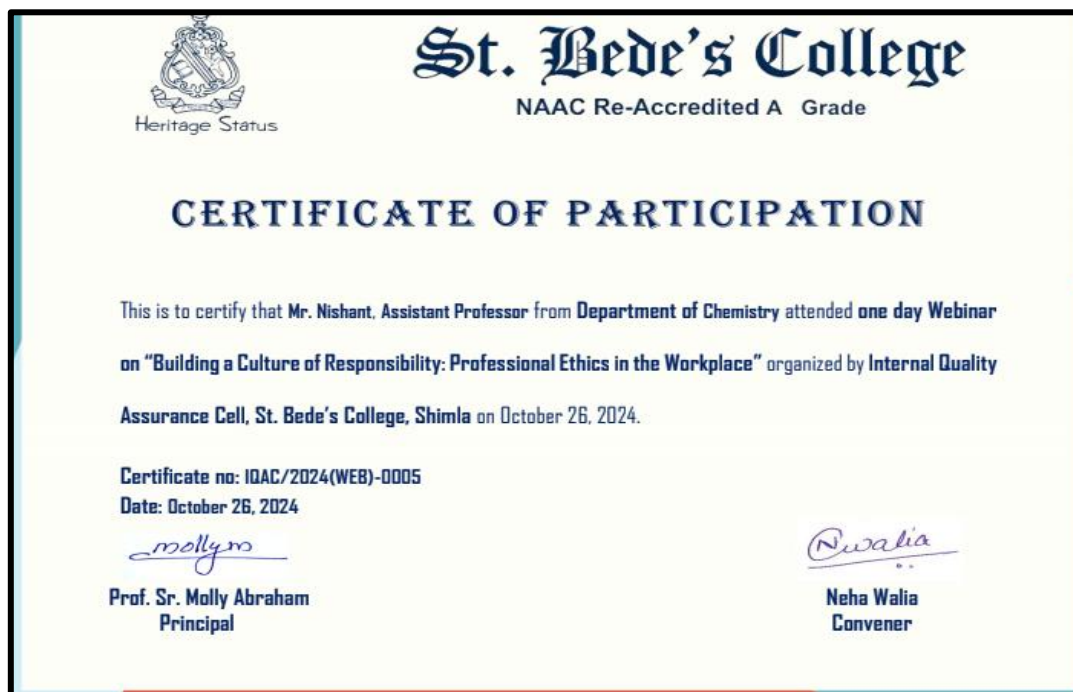 St. Bede's College
NAAC Re-Accredited A Grade
Heritage Status
CERTIFICATE OF PARTICIPATION
This is to certify that Mr. Nishant, Assistant Professor from Department of Chemistry attended one day Webinar
on “Building a Culture of Responsibility: Professional Ethics in the Workplace” organized by Internal Quality
Assurance Cell, St. Bede's College, Shimla on October 26, 2024.
Certificate no: IQAC/2024(WEB)-0005
Date: October 26, 2024
mollym
Prof. Sr. Molly Abraham
Principal
Nwalia
Neha Walia
Convener